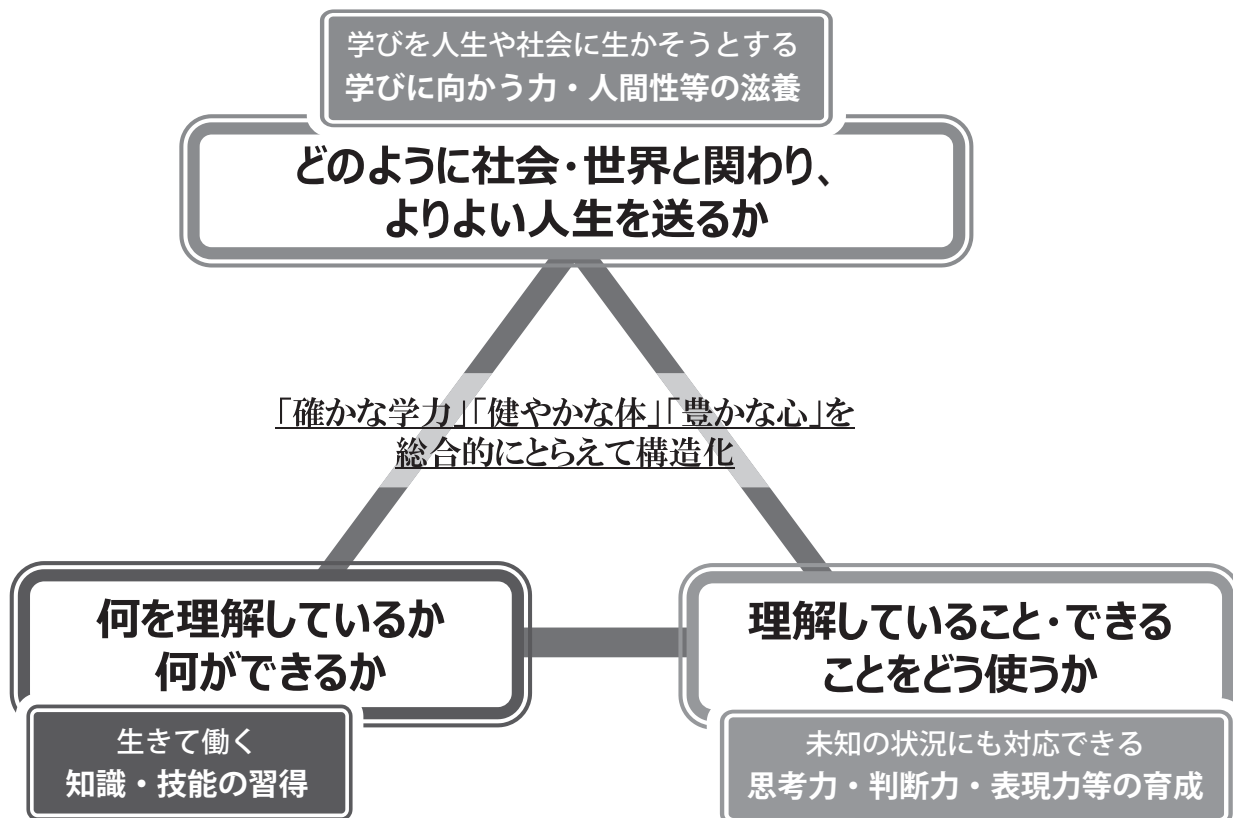 学びを人生や社会に生かそうとする
学びに向かう力・人間性等の滋養
どのように社会・世界と関わり、
よりよい人生を送るか
「確かな学力」「健やかな体」「豊かな心」を
総合的にとらえて構造化
何を理解しているか
何ができるか
生きて働く
知識・技能の習得
理解していること・できる
ことをどう使うか
未知の状況にも対応できる
思考力・判断力・表現力等の育成